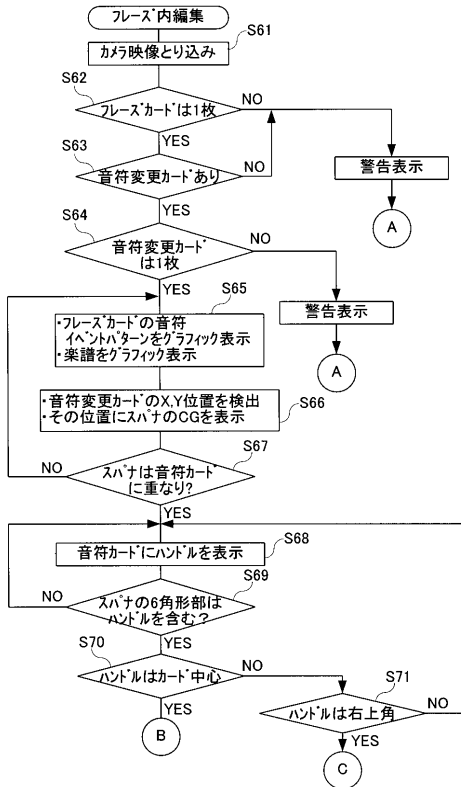 フレーズ内編集
S61
カメラ映像とり込み
S62
フレーズカードは1枚
NO
YES
S63
音符変更カードあり
NO
警告表示
YES
A
S64
音符変更カード
は1枚
NO
YES
S65
・フレーズカードの音符
イベントパターンをグラフィック表示
・楽譜をグラフィック表示
警告表示
A
・音符変更カードのX,Y位置を検出
・その位置にスパナのCGを表示
S66
S67
NO
スパナは音符カード
に重なり?
YES
S68
音符カードにハンドルを表示
S69
NO
スパナの6角形部は
ハンドルを含む?
YES
S70
ハンドルはカード中心
NO
S71
YES
ハンドルは右上角
NO
B
YES
C